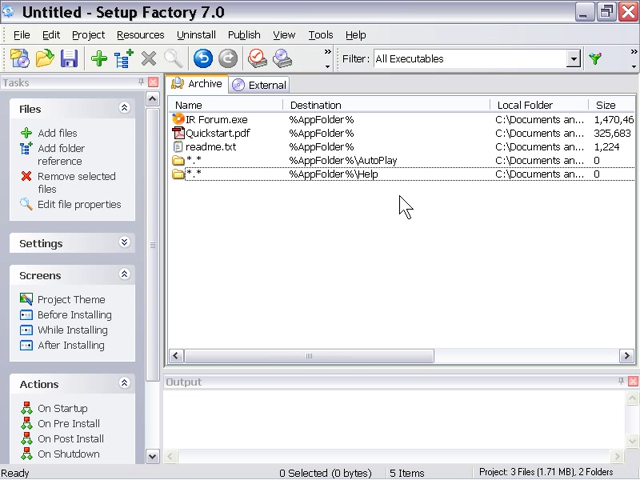 Untitled - Setup Factory 7.0
File Edit Project Resources Uninstall Publish View Tools Help
Filter: All Executables
Tasks
Archive External
Files
Add files
Add folder
reference
Remove selected
files
Edit file properties
Settings
Screens
Project Theme
Before Installing
While Installing
After Installing
Actions
On Startup
On Pre Install
On Post Install
On Shutdown
Name Destination Local Folder Size
IR Forum.exe %AppFolder% C:\Documents an... 1,470,46
Quickstart.pdf %AppFolder% C:\Documents an... 325,683
readme.txt %AppFolder% C:\Documents an... 1,224
*.* %AppFolder%\AutoPlay C:\Documents an... 0
*.* %AppFolder%\Help C:\Documents an... 0
Output
Ready 0 Selected (0 bytes) 5 Items Project: 3 Files (1.71 MB), 2 Folders